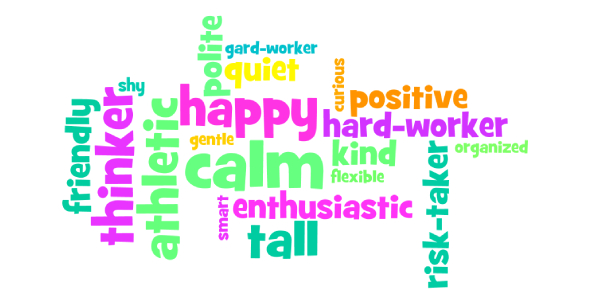 polite
gard-worker
quiet
curious
shy
positive
happy
hard-worker
friendly
thinker
athletic
gentle
calm
kind
organized
flexible
risk-taker
smart
enthusiastic
tall